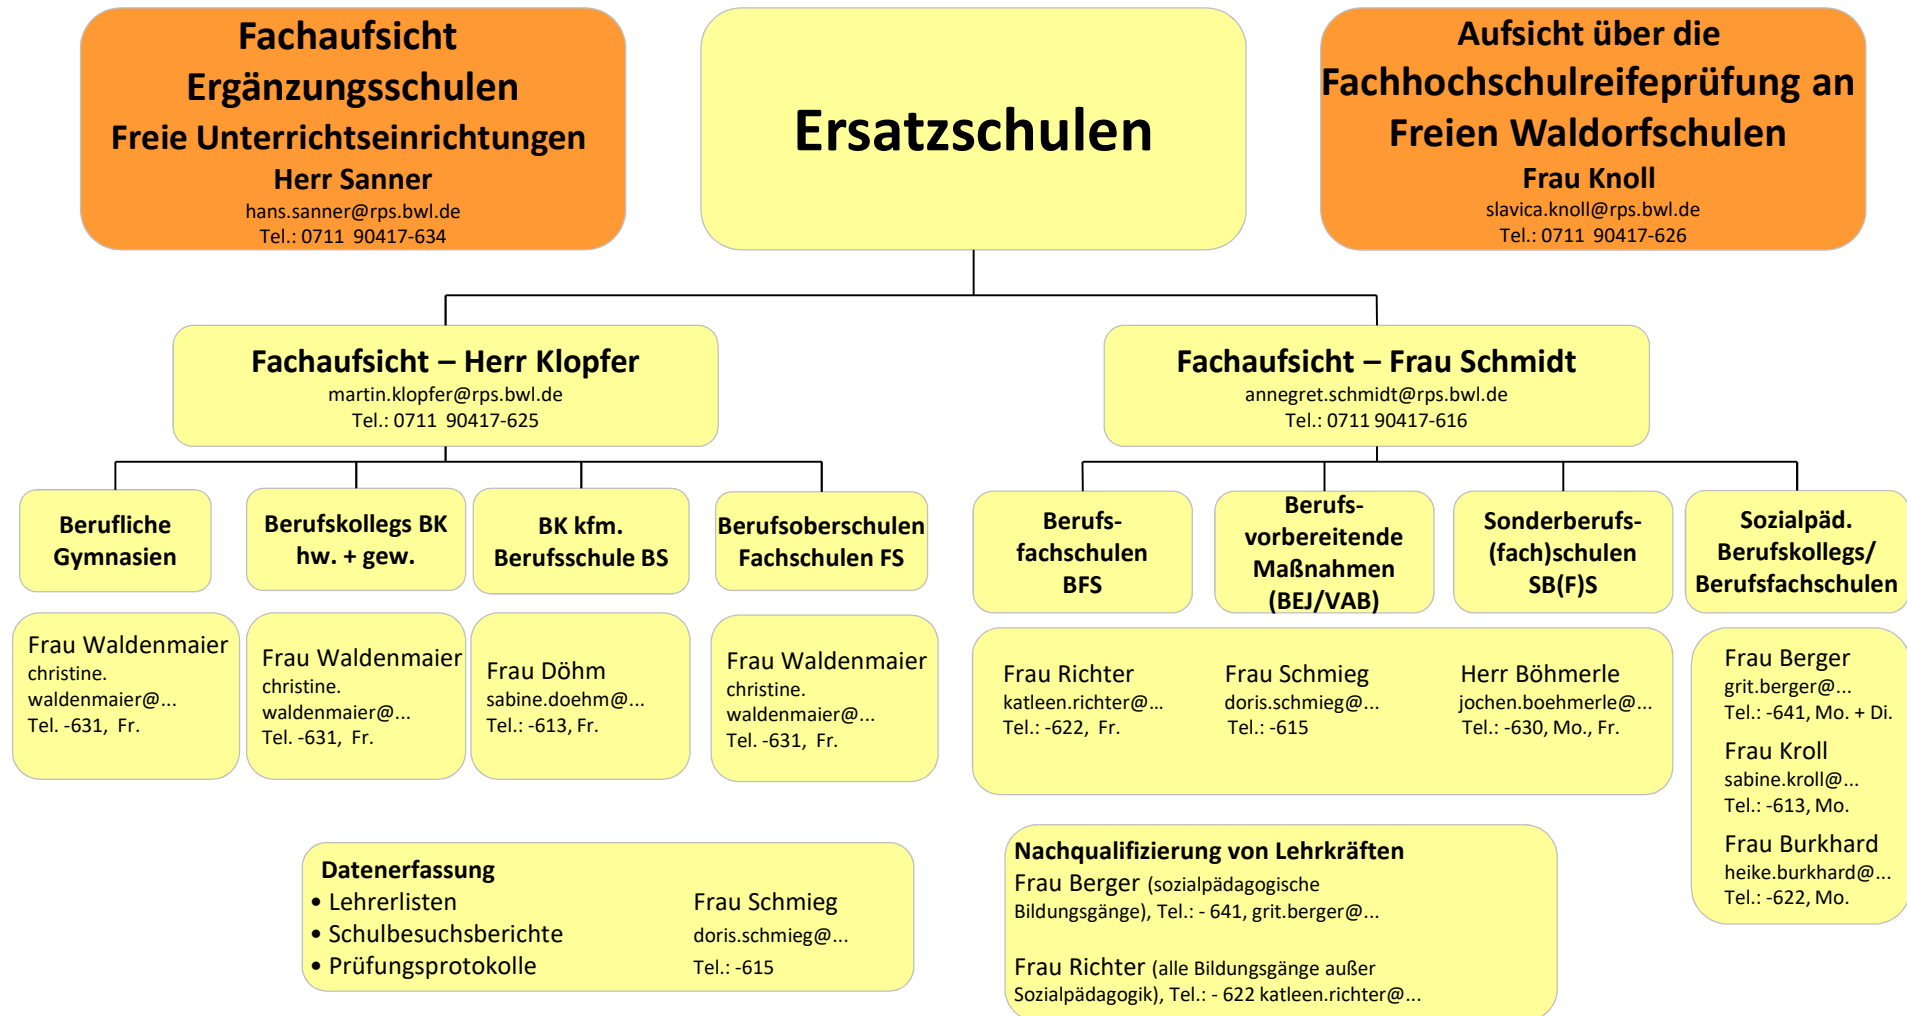 Fachaufsicht
Ergänzungsschulen
Freie Unterrichtseinrichtungen
Herr Sanner
hans.sanner@rps.bwl.de
Tel.: 0711 90417-634
Ersatzschulen
Aufsicht über die
Fachhochschulreifeprüfung an
Freien Waldorfschulen
Frau Knoll
slavica.knoll@rps.bwl.de
Tel.: 0711 90417-626
Fachaufsicht – Herr Klopfer
martin.klopfer@rps.bwl.de
Tel.: 0711 90417-625
Fachaufsicht – Frau Schmidt
annegret.schmidt@rps.bwl.de
Tel.: 0711 90417-616
Berufliche
Gymnasien
Berufskollegs BK
hw. + gew.
BK kfm.
Berufsschule BS
Berufsoberschulen
Fachschulen FS
Berufs-
fachschulen
BFS
Berufs-
vorbereitende
Maßnahmen
(BEJ/VAB)
Sonderberufs-
(fach)schulen
SB(F)S
Sozialpäd.
Berufskollegs/
Berufsfachschulen
Frau Waldenmaier
christine.
waldenmaier@...
Tel. -631, Fr.
Frau Waldenmaier
christine.
waldenmaier@...
Tel. -631, Fr.
Frau Döhm
sabine.doehm@...
Tel.: -613, Fr.
Frau Waldenmaier
christine.
waldenmaier@...
Tel. -631, Fr.
Frau Richter
katleen.richter@...
Tel.: -622, Fr.
Frau Schmieg
doris.schmieg@...
Tel.: -615
Herr Böhmerle
jochen.boehmerle@...
Tel.: -630, Mo., Fr.
Frau Berger
grit.berger@...
Tel.: -641, Mo. + Di.
Frau Kroll
sabine.kroll@...
Tel.: -613, Mo.
Frau Burkhard
heike.burkhard@...
Tel.: -622, Mo.
Datenerfassung
• Lehrerlisten
• Schulbesuchsberichte
• Prüfungsprotokolle
Frau Schmieg
doris.schmieg@...
Tel.: -615
Nachqualifizierung von Lehrkräften
Frau Berger (sozialpädagogische
Bildungsgänge), Tel.: - 641, grit.berger@...
Frau Richter (alle Bildungsgänge außer
Sozialpädagogik), Tel.: - 622 katleen.richter@...